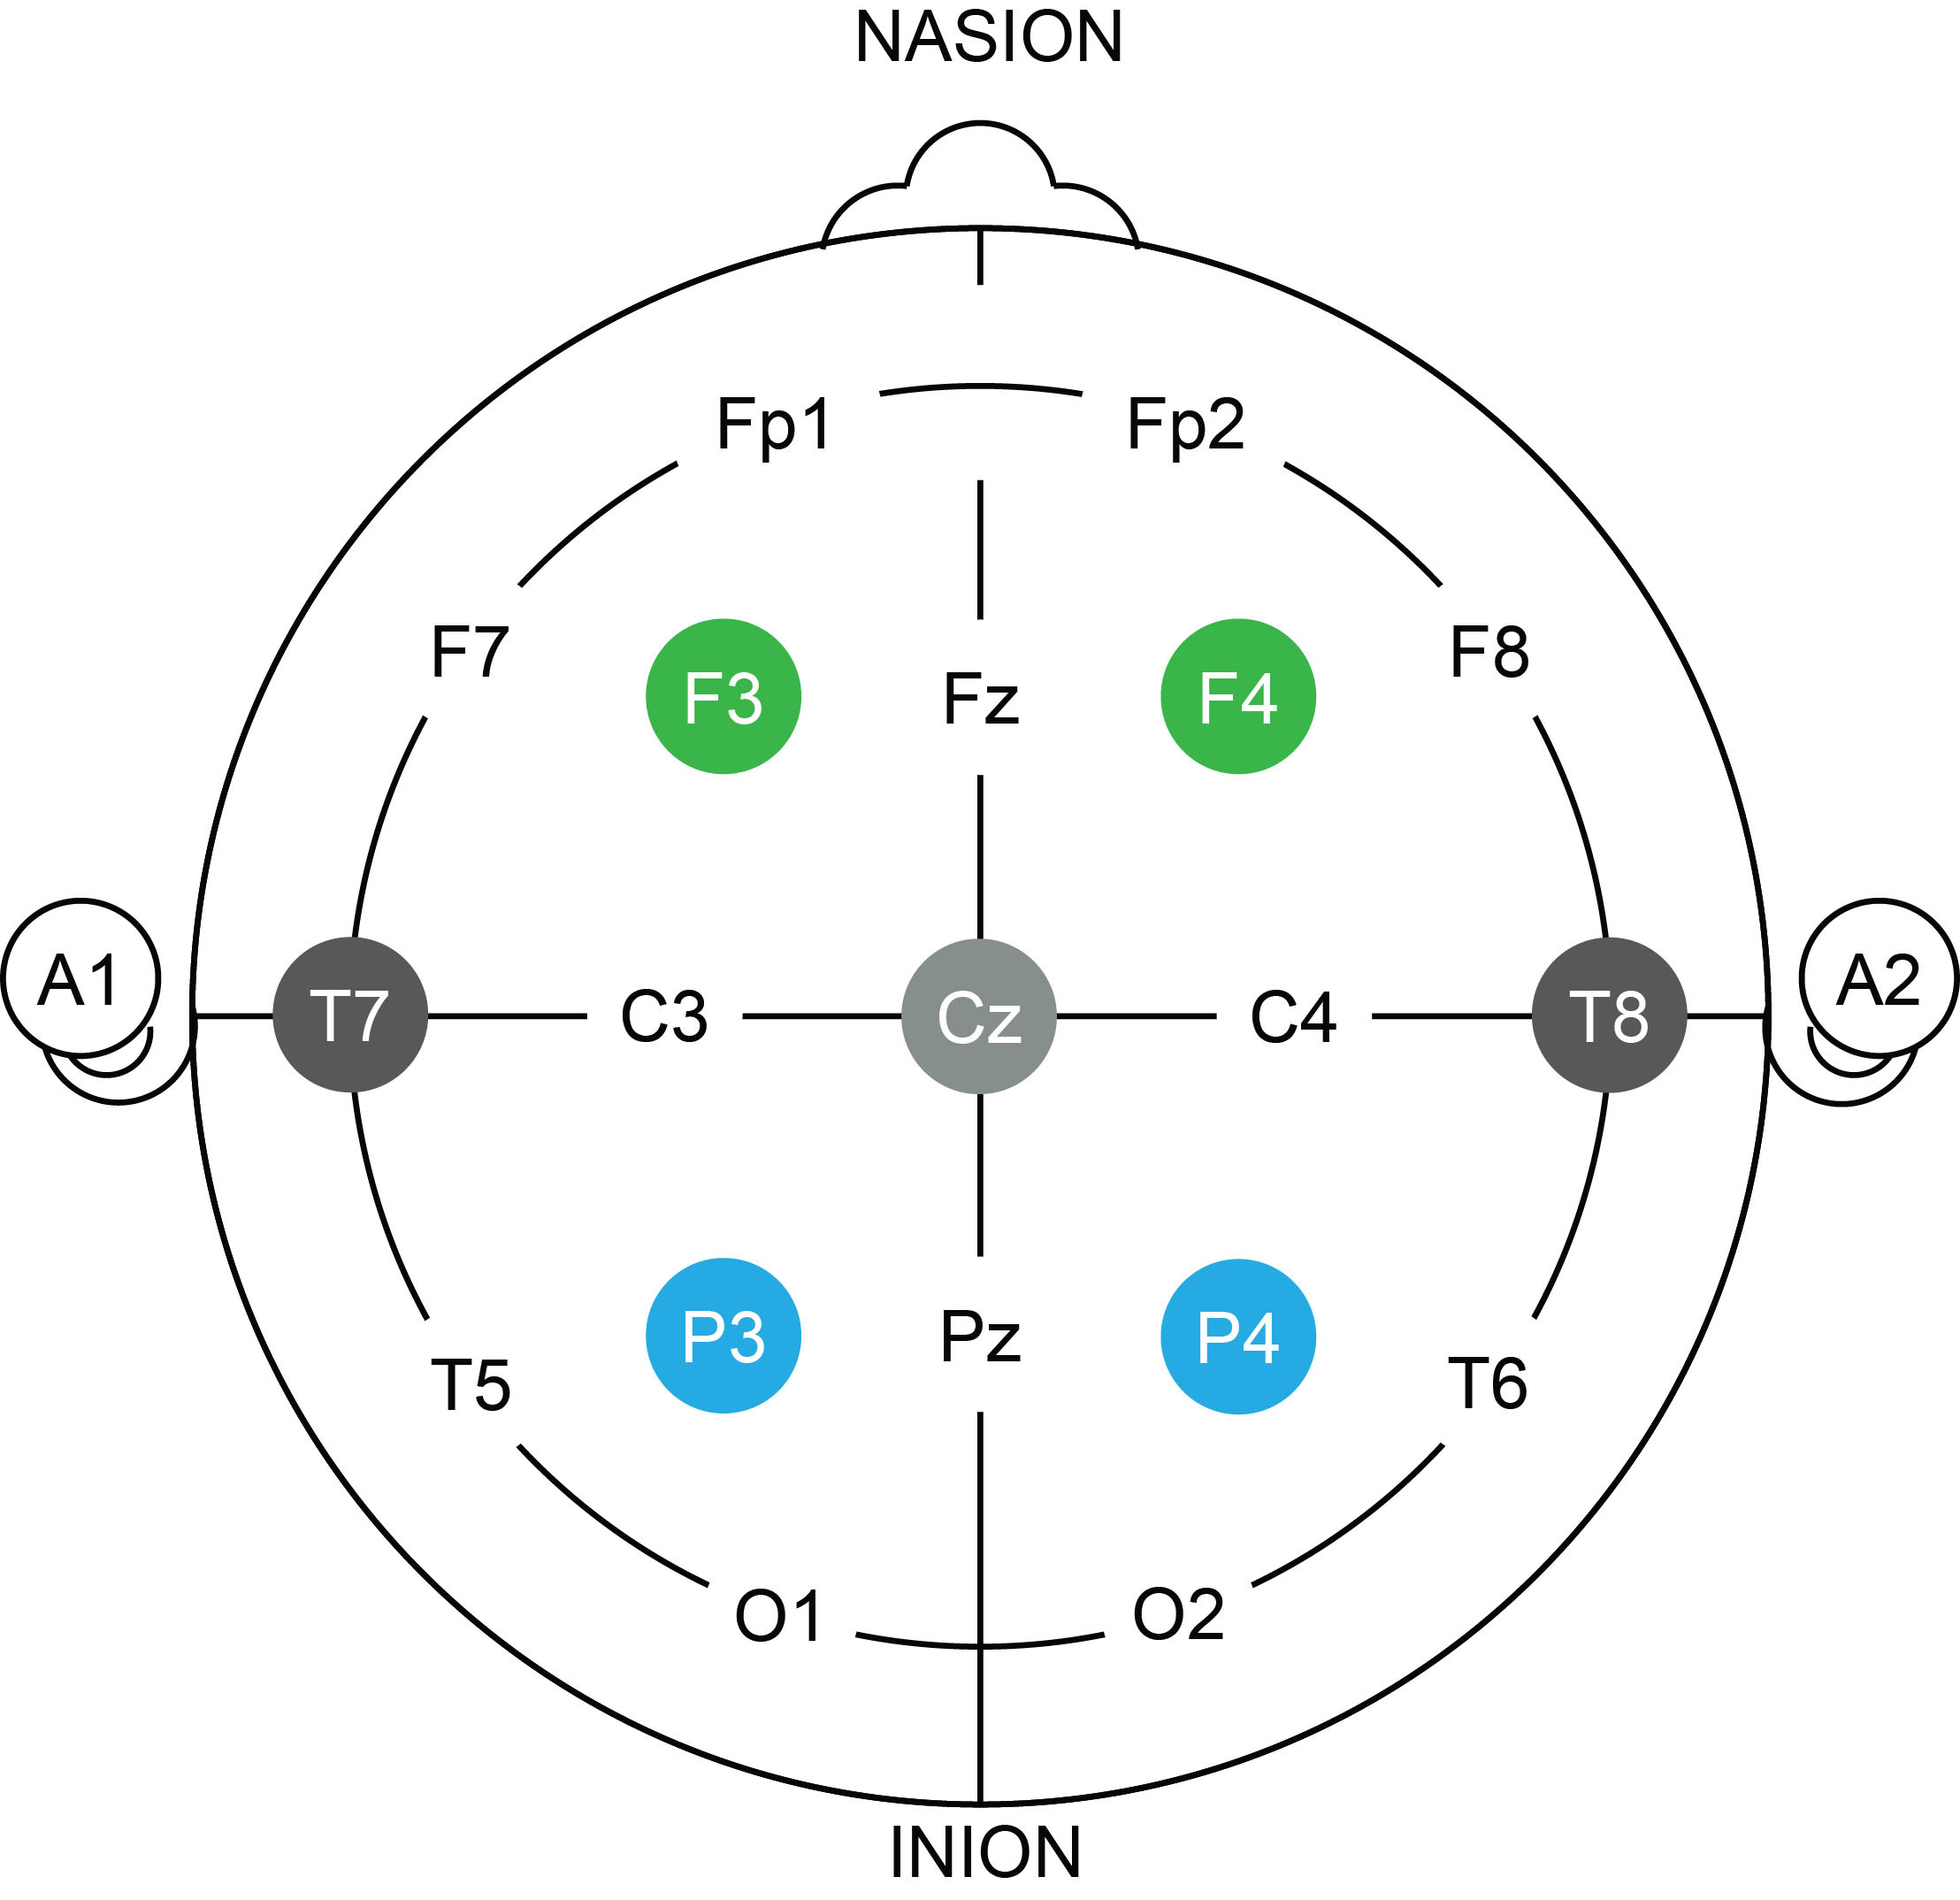 NASION
Fp1 Fp2
F7 F3 Fz F4 F8
A1 T7 C3 Cz C4 T8 A2
T5 P3 Pz P4 T6
O1 O2
INION